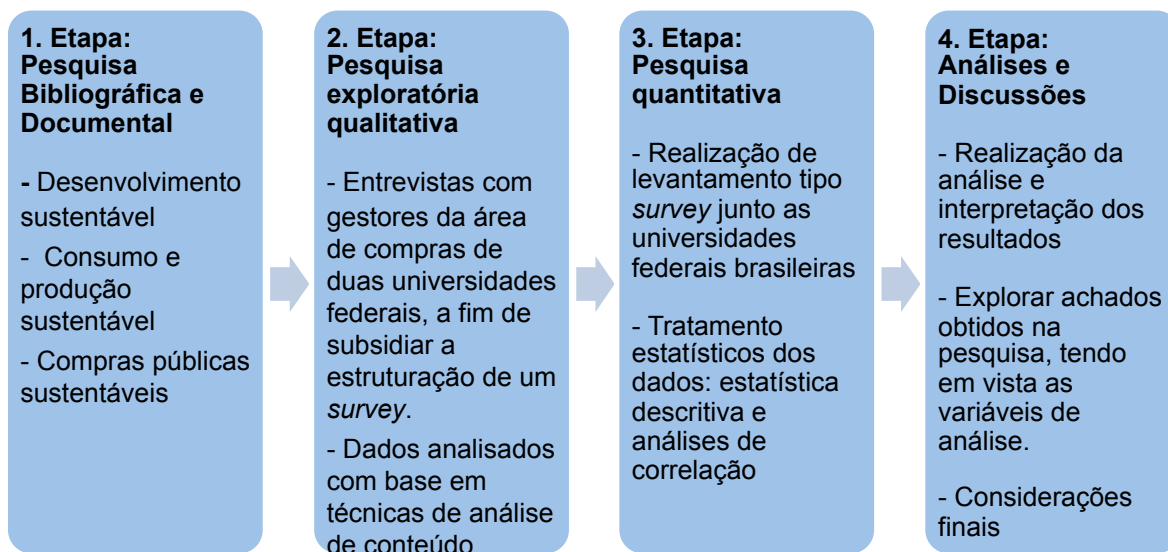 1. Etapa:
Pesquisa
Bibliográfica e
Documental
- Desenvolvimento
sustentável
- Consumo e
produção
sustentável
- Compras públicas
sustentáveis
2. Etapa:
Pesquisa
exploratória
qualitativa
- Entrevistas com
gestores da área
de compras de
duas universidades
federais, a fim de
subsidiar a
estruturação de um
survey.
- Dados analisados
com base em
técnicas de análise
de conteúdo
3. Etapa:
Pesquisa
quantitativa
- Realização de
levantamento tipo
survey junto as
universidades
federais brasileiras
- Tratamento
estatísticos dos
dados: estatística
descritiva e
análises de
correlação
4. Etapa:
Análises e
Discussões
- Realização da
análise e
interpretação dos
resultados
- Explorar achados
obtidos na
pesquisa, tendo
em vista as
variáveis de
análise.
- Considerações
finais